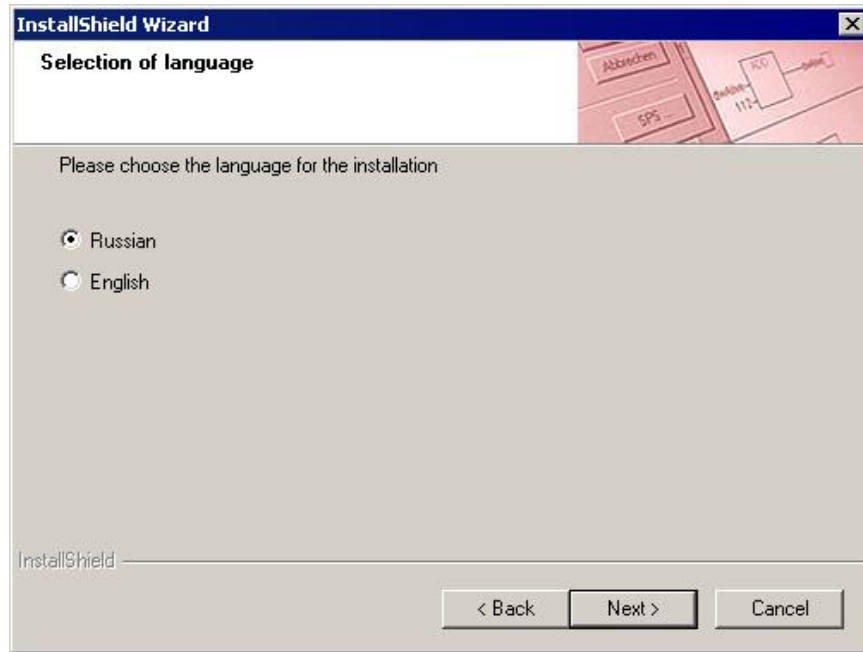 InstallShield Wizard
Selection of language
Abbrechen
SPS ...
112-
Please choose the language for the installation
Russian
English
InstallShield
< Back Next > Cancel